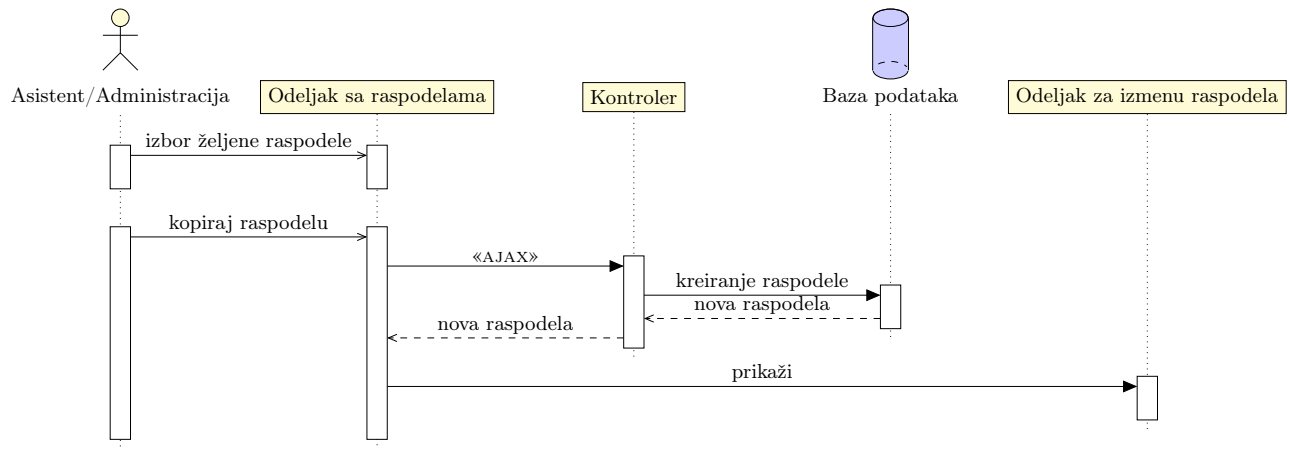 Asistent/Administracija
Odeljak sa raspodelama
Kontroler
Baza podataka
Odeljak za izmenu raspodela
izbor željene raspodele
kopiraj raspodelu
«AJAX»
kreiranje raspodele
nova raspodela
nova raspodela
prikaži